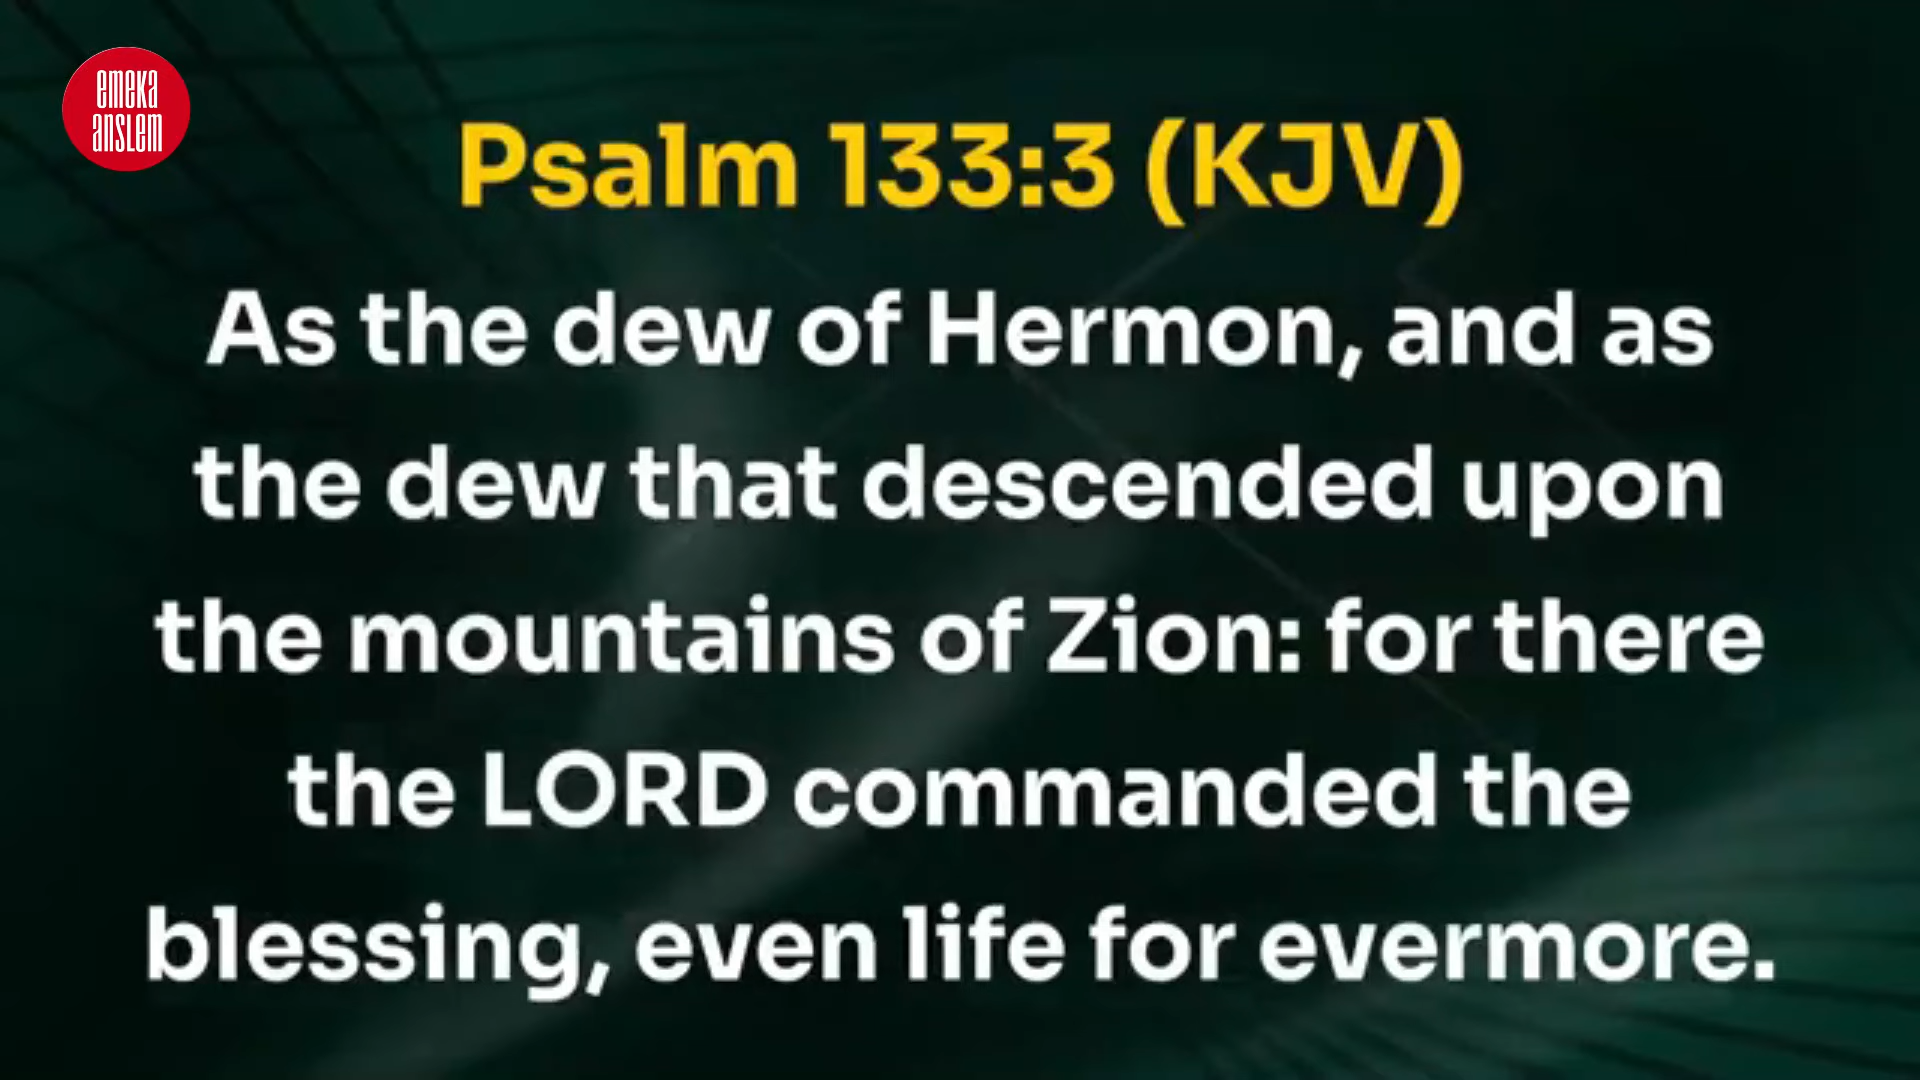 emeka
anslem
Psalm 133:3 (KJV)
As the dew of Hermon, and as
the dew that descended upon
the mountains of Zion: for there
the LORD commanded the
blessing, even life for evermore.